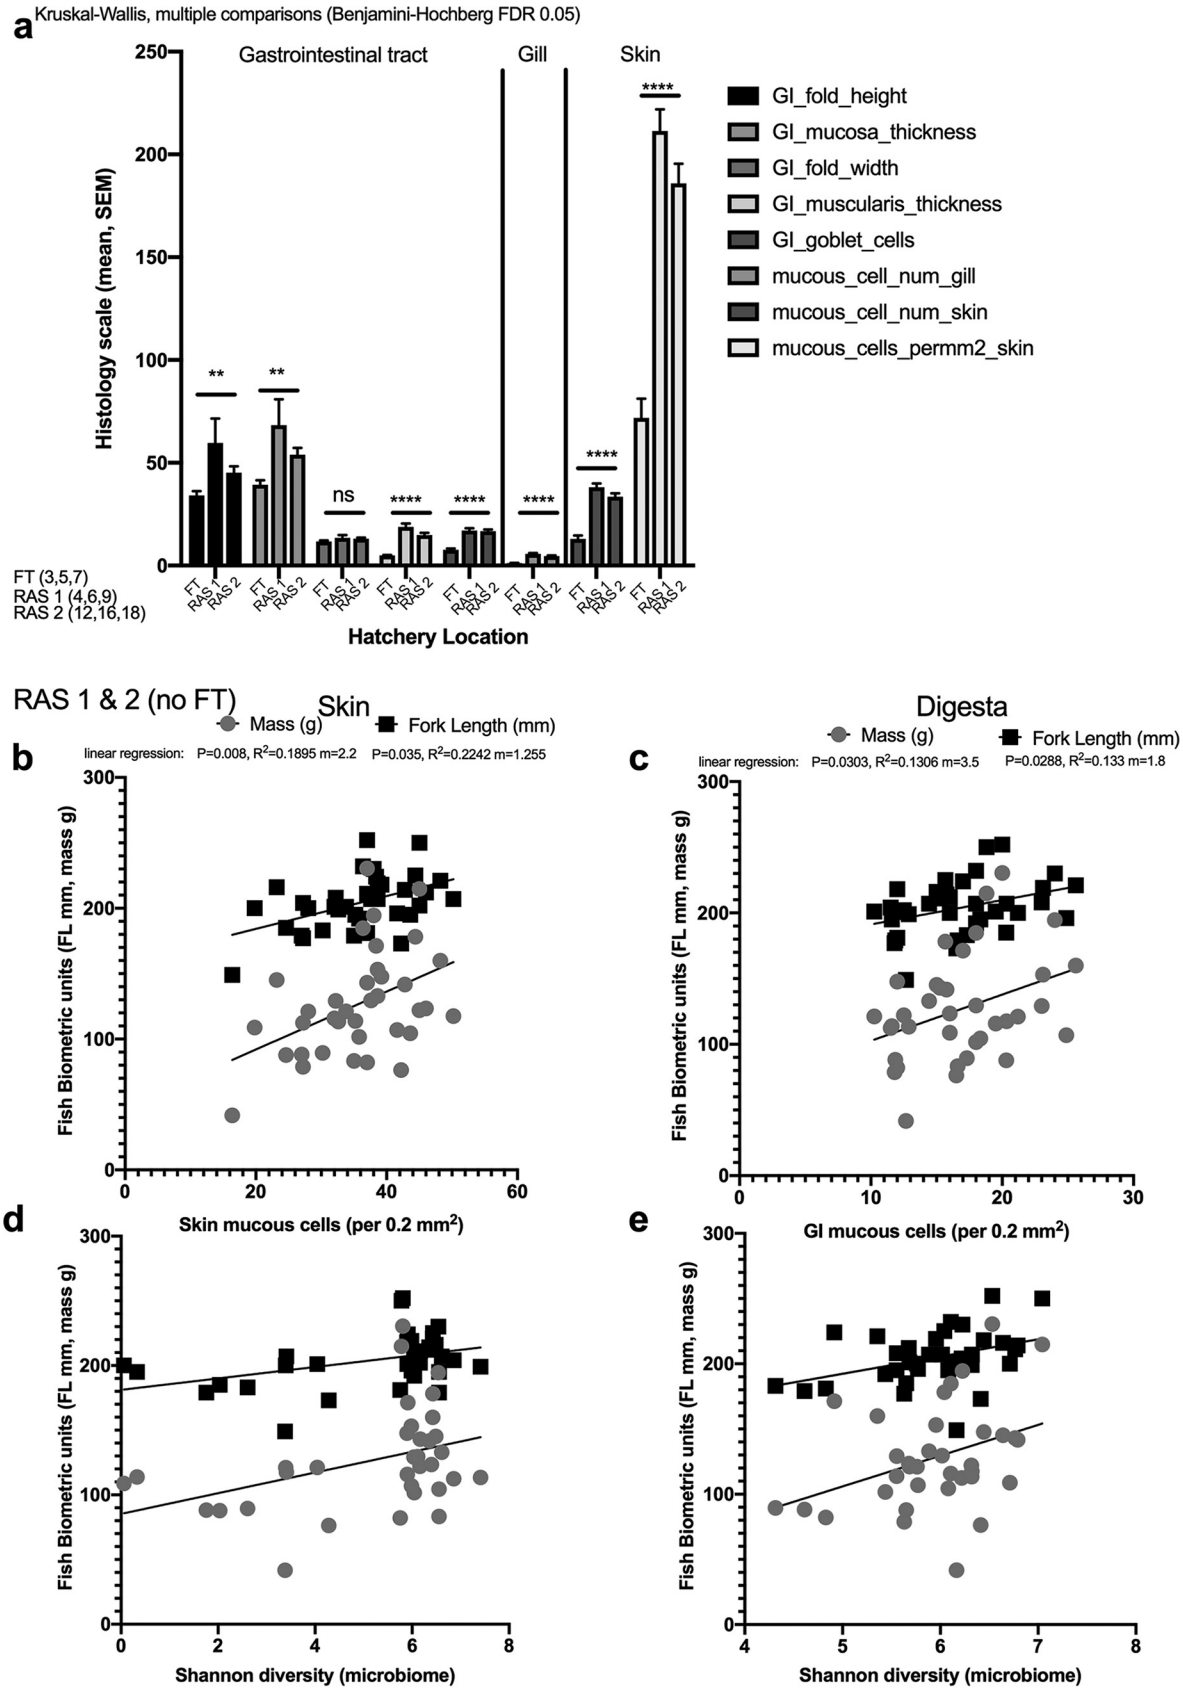 a Kruskal-Wallis, multiple comparisons (Benjamini-Hochberg FDR 0.05)
Gastrointestinal tract Gill Skin
250
200
150
100
50
0
Histology scale (mean, SEM)
** ** ns **** **** **** **** ****
GI_fold_height
GI_mucosa_thickness
GI_fold_width
GI_muscularis_thickness
GI_goblet_cells
mucous_cell_num_gill
mucous_cell_num_skin
mucous_cells_permm2_skin
FT RAS 1 RAS 2 FT RAS 1 RAS 2 FT RAS 1 RAS 2 FT RAS 1 RAS 2 FT RAS 1 RAS 2 FT RAS 1 RAS 2 FT RAS 1 RAS 2 FT RAS 1 RAS 2
FT (3,5,7)
RAS 1 (4,6,9)
RAS 2 (12,16,18)
Hatchery Location
RAS 1 & 2 (no FT) Skin
Mass (g) Fork Length (mm)
b linear regression: P=0.008, R2=0.1895 m=2.2 P=0.035, R2=0.2242 m=1.255
300
200
100
0
Fish Biometric units (FL mm, mass g)
0 20 40 60
Skin mucous cells (per 0.2 mm2)
Digesta
Mass (g) Fork Length (mm)
c linear regression: P=0.0303, R2=0.1306 m=3.5 P=0.0288, R2=0.133 m=1.8
300
200
100
0
Fish Biometric units (FL mm, mass g)
0 10 20 30
GI mucous cells (per 0.2 mm2)
d
300
200
100
0
Fish Biometric units (FL mm, mass g)
0 2 4 6 8
Shannon diversity (microbiome)
e
300
200
100
0
Fish Biometric units (FL mm, mass g)
4 5 6 7 8
Shannon diversity (microbiome)